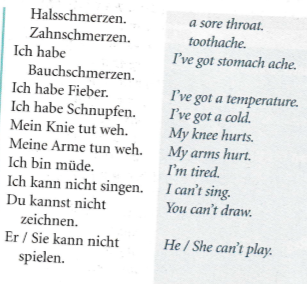 Halsschmerzen.
Zahnschmerzen.
Ich habe
Bauchschmerzen.
Ich habe Fieber.
Ich habe Schnupfen.
Mein Knie tut weh.
Meine Arme tun weh.
Ich bin müde.
Ich kann nicht singen.
Du kannst nicht
zeichnen.
Er / Sie kann nicht
spielen.
a sore throat.
toothache.
I've got stomach ache.
I've got a temperature.
I've got a cold.
My knee hurts.
My arms hurt.
I'm tired.
I can't sing.
You can't draw.
He / She can't play.